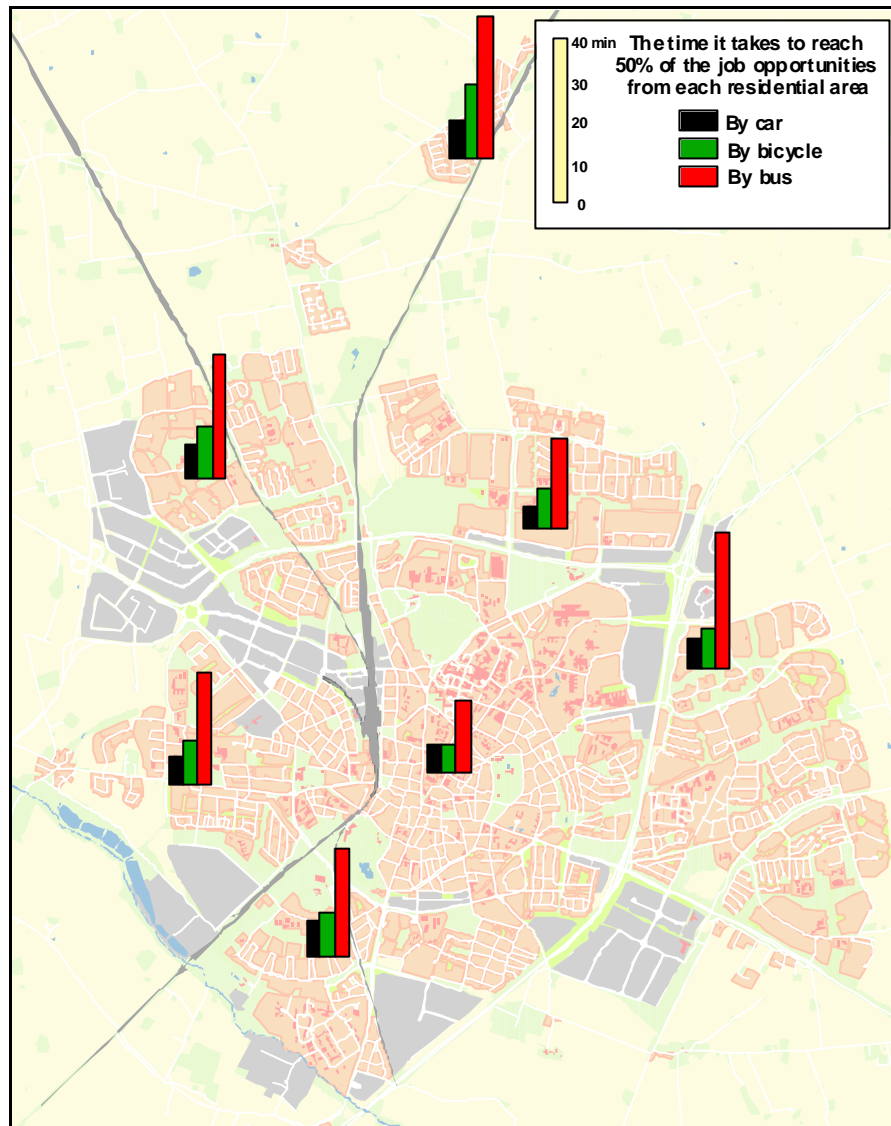 40 min
30
20
10
0
The time it takes to reach
50% of the job opportunities
from each residential area
By car
By bicycle
By bus